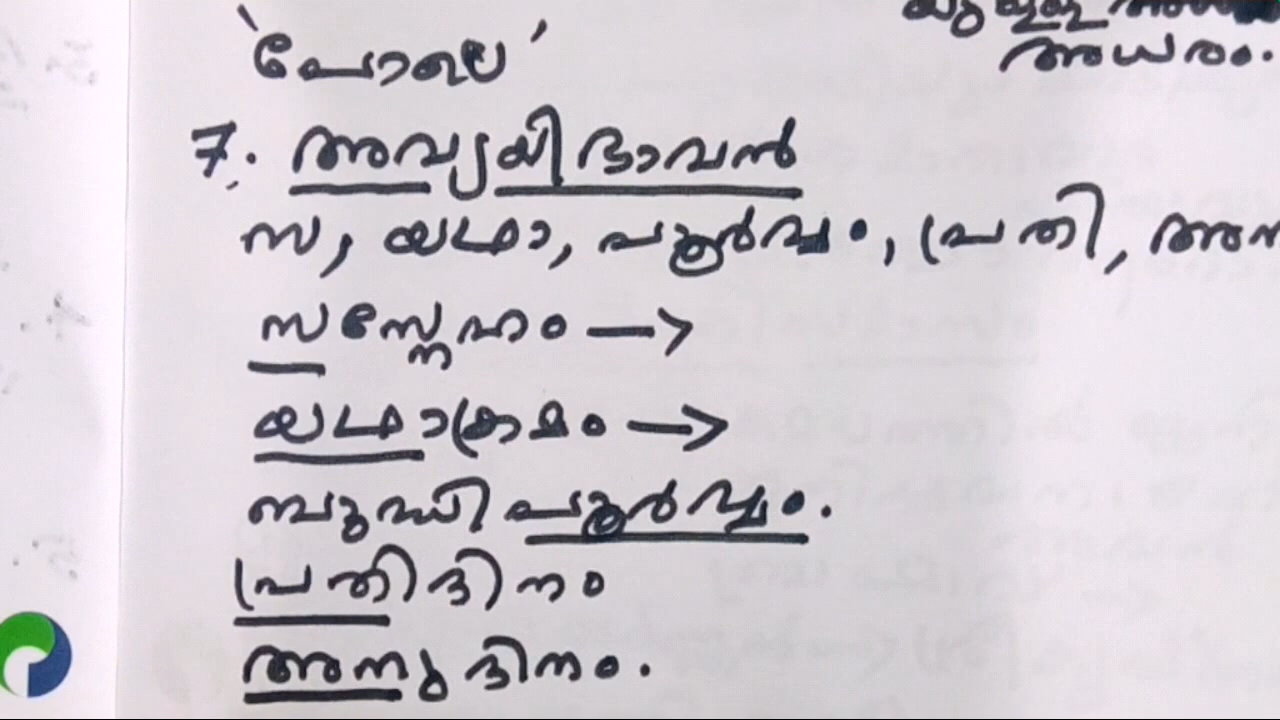 'പോലെ'
അധരം.
7. അവ്യയീഭാവൻ
സ, യഥാ, പൂർവ്വം, പ്രതി,
സസ്നേഹം →
യഥാക്രമം →
ബുദ്ധിപൂർവ്വം.
പ്രതിദിനം
അനുദിനം.